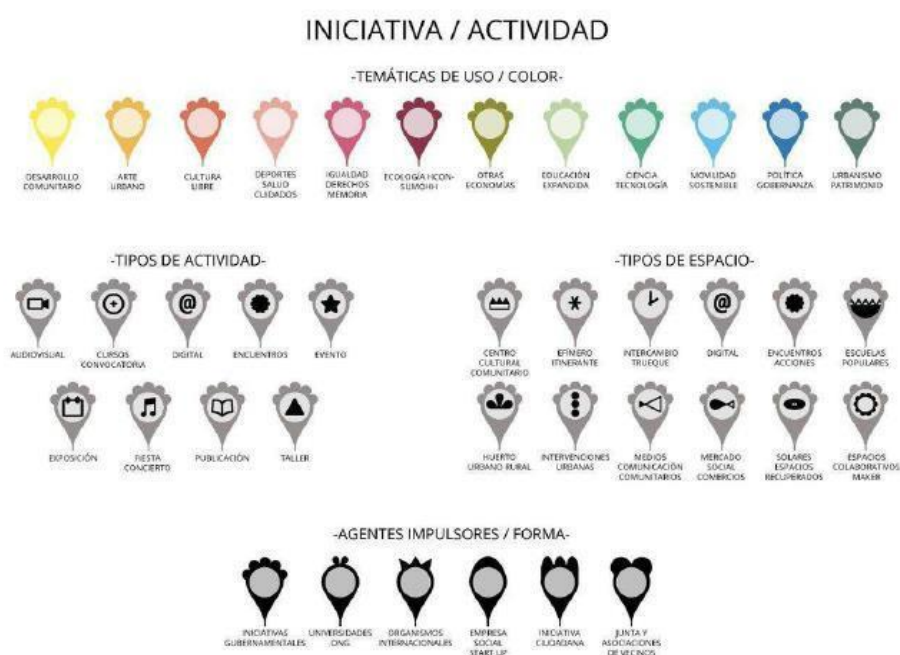 INICIATIVA / ACTIVIDAD
-TEMÁTICAS DE USO / COLOR-
DESARROLLO
COMUNITARIO
ARTE
URBANO
CULTURA
LIBRE
DEPORTES
SALUD
CUIDADOS
IGUALDAD
DERECHOS
MEMORIA
ECOLOGÍA HCON-
SUMOHH
OTRAS
ECONOMÍAS
EDUCACIÓN
EXPANDIDA
CIENCIA
TECNOLOGÍA
MOVILIDAD
SOSTENIBLE
POLÍTICA
GOBERNANZA
URBANISMO
PATRIMONIO
-TIPOS DE ACTIVIDAD-
AUDIOVISUAL
CURSOS
CONVOCATORIA
@
DIGITAL
ENCUENTROS
EVENTO
EXPOSICIÓN
FIESTA
CONCIERTO
PUBLICACIÓN
TALLER
-TIPOS DE ESPACIO-
CENTRO
CULTURAL
COMUNITARIO
EFÍMERO
ITINERANTE
INTERCAMBIO
TRUEQUE
@
DIGITAL
ENCUENTROS
ACCIONES
ESCUELAS
POPULARES
HUERTO
URBANO RURAL
INTERVENCIONES
URBANAS
MEDIOS
COMUNICACIÓN
COMUNITARIOS
MERCADO
SOCIAL
COMERCIOS
SOLARES
ESPACIOS
RECUPERADOS
ESPACIOS
COLABORATIVOS
MAKER
-AGENTES IMPULSORES / FORMA-
INICIATIVAS
GUBERNAMENTALES
UNIVERSIDADES
ONG
ORGANISMOS
INTERNACIONALES
EMPRESA
SOCIAL
START UP
INICIATIVA
CIUDADANA
JUNTA Y
ASOCIACIONES
DE VECINOS